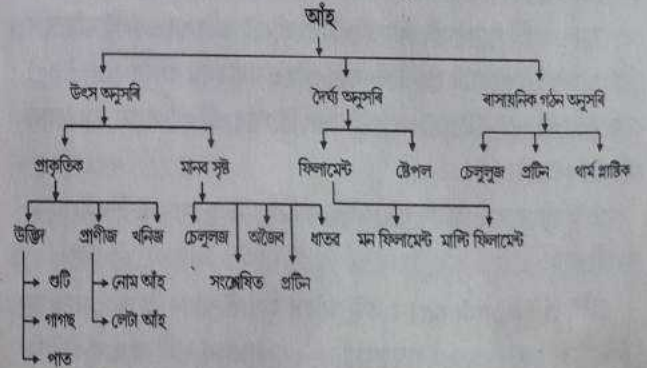 আঁহ
উৎস অনুসৰি দৈৰ্ঘ্য অনুসৰি ৰাসায়নিক গঠন অনুসৰি
প্ৰাকৃতিক মানৱ সৃষ্ট ফিলামেন্ট ষ্টেপল চেলুলুজ প্ৰটিন থাৰ্ম প্লাষ্টিক
উদ্ভিদ প্ৰাণীজ খনিজ চেলুলজ অজৈৱ ধাতৱ মন ফিলামেন্ট মাল্টি ফিলামেন্ট
গুটি নোম আঁহ সংশ্লেষিত প্ৰটিন
গাগছ লেটা আঁহ
পাত